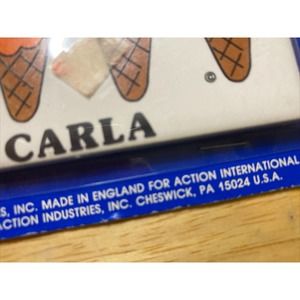 ©
CARLA
S, INC. MADE IN ENGLAND FOR ACTION INTERNATIONAL
ACTION INDUSTRIES, INC. CHESWICK, PA 15024 U.S.A.